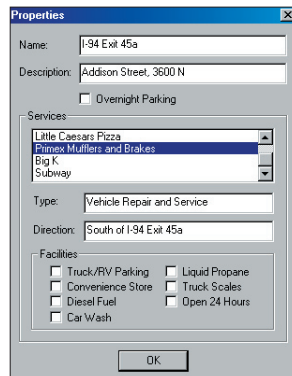 Properties
Name: I-94 Exit 45a
Description: Addison Street, 3600 N
Overnight Parking
Services
Little Caesars Pizza
Primex Mufflers and Brakes
Big K
Subway
Type: Vehicle Repair and Service
Direction: South of I-94 Exit 45a
Facilities
Truck/RV Parking Liquid Propane
Convenience Store Truck Scales
Diesel Fuel Open 24 Hours
Car Wash
OK